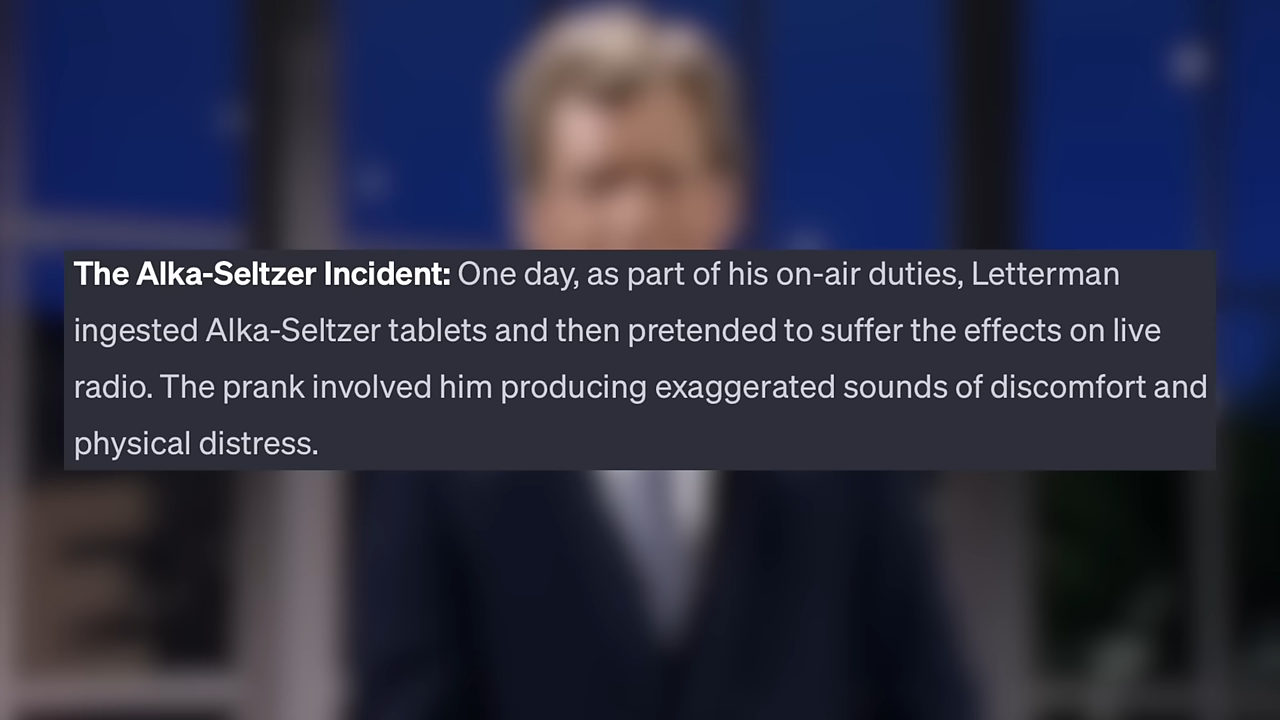 The Alka-Seltzer Incident: One day, as part of his on-air duties, Letterman
ingested Alka-Seltzer tablets and then pretended to suffer the effects on live
radio. The prank involved him producing exaggerated sounds of discomfort and
physical distress.